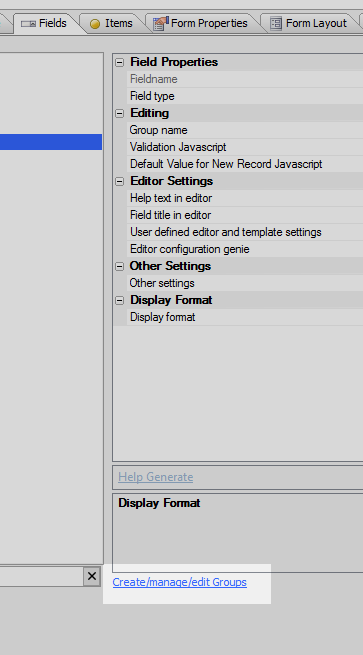 Fields Items Form Properties Form Layout
Field Properties
Fieldname
Field type
Editing
Group name
Validation Javascript
Default Value for New Record Javascript
Editor Settings
Help text in editor
Field title in editor
User defined editor and template settings
Editor configuration genie
Other Settings
Other settings
Display Format
Display format
Help Generate
Display Format
Create/manage/edit Groups